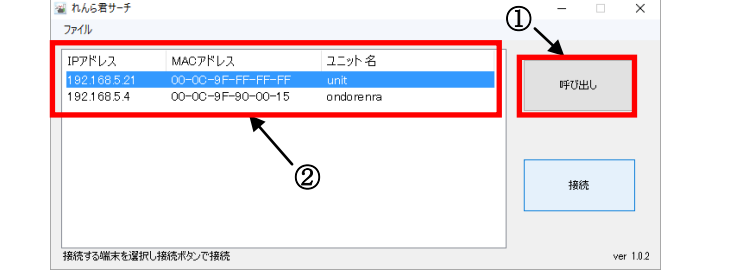 れんら君サーチ
①
ファイル
IPアドレス MACアドレス ユニット名
192.168.5.21 00-0C-9F-FF-FF-FF unit
192.168.5.4 00-0C-9F-90-00-15 ondorenra
呼び出し
②
接続
接続する端末を選択し接続ボタンで接続
ver 1.0.2